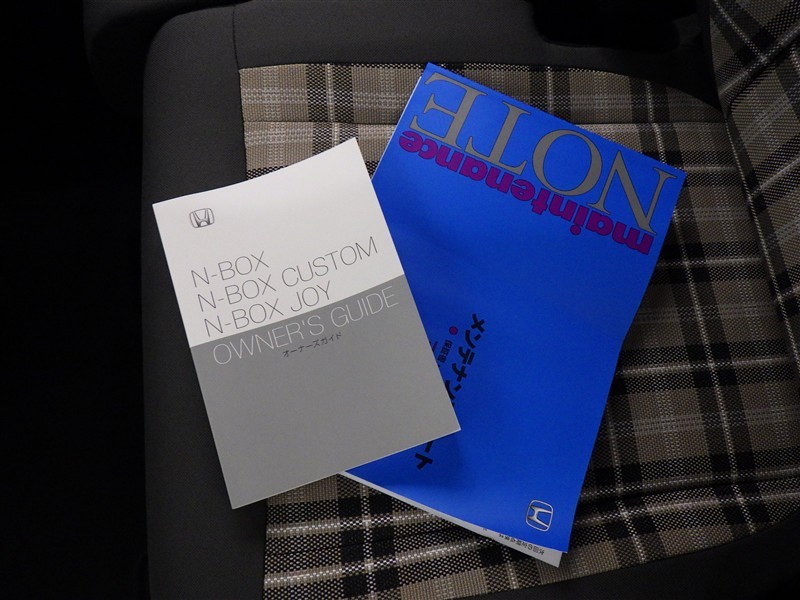 N-BOX
N-BOX CUSTOM
N-BOX JOY
OWNER'S GUIDE
オーナーズガイド
maintenance
NOTE
メンテナン
ート